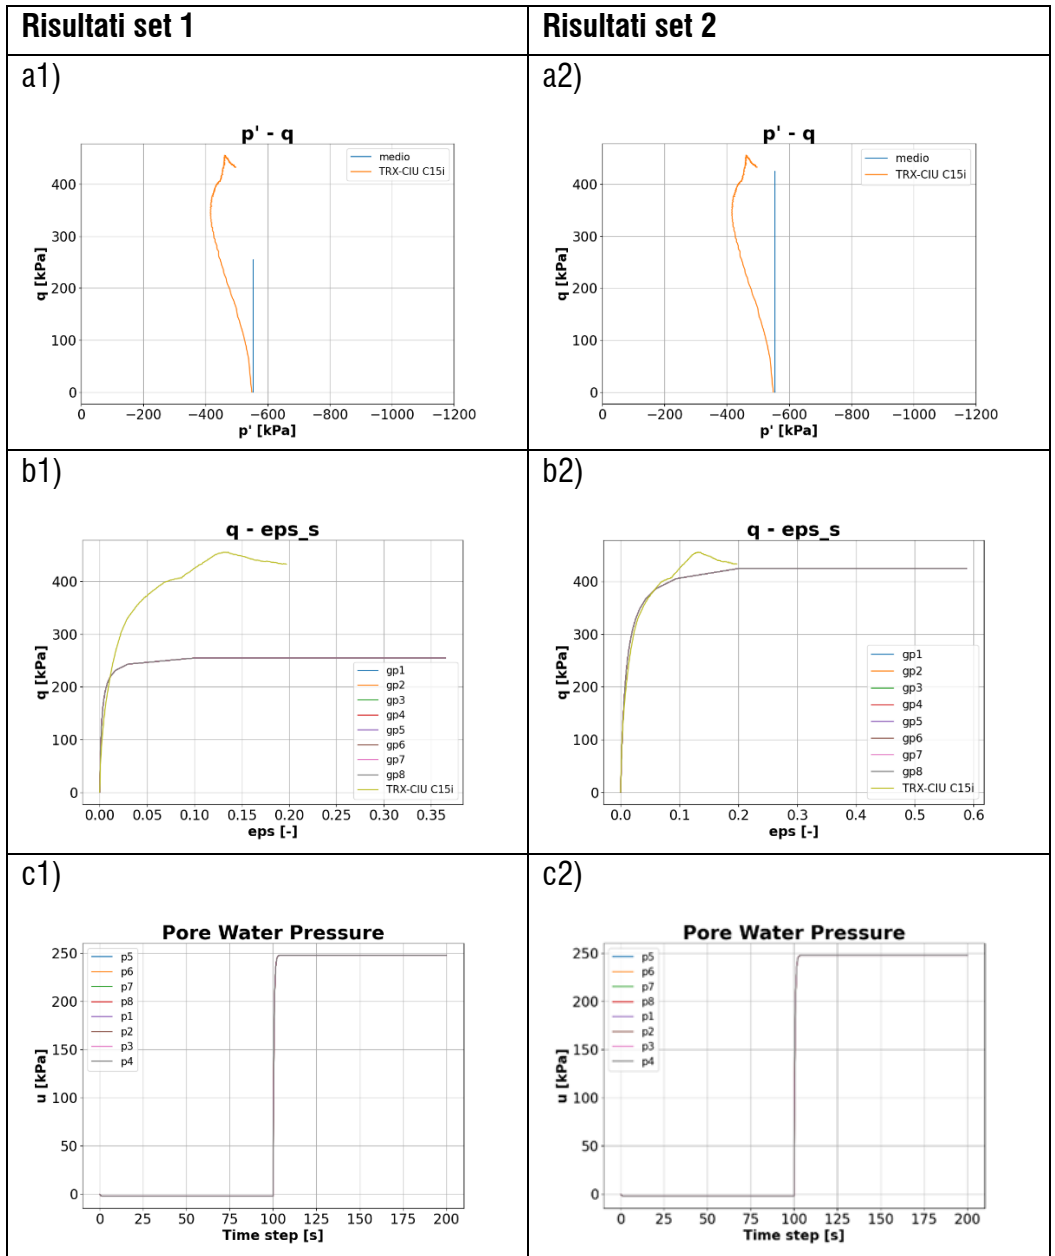 Risultati set 1
Risultati set 2
a1)
p' - q
medio
TRX-CIU C15i
q [kPa]
400
300
200
100
0
0 −200 −400 −600 −800 −1000 −1200
p' [kPa]
a2)
p' - q
medio
TRX-CIU C15i
q [kPa]
400
300
200
100
0
0 −200 −400 −600 −800 −1000 −1200
p' [kPa]
b1)
q - eps_s
q [kPa]
400
300
200
100
0
gp1
gp2
gp3
gp4
gp5
gp6
gp7
gp8
TRX-CIU C15i
0.00 0.05 0.10 0.15 0.20 0.25 0.30 0.35
eps [-]
b2)
q - eps_s
q [kPa]
400
300
200
100
0
gp1
gp2
gp3
gp4
gp5
gp6
gp7
gp8
TRX-CIU C15i
0.0 0.1 0.2 0.3 0.4 0.5 0.6
eps [-]
c1)
Pore Water Pressure
p5
p6
p7
p8
p1
p2
p3
p4
u [kPa]
250
200
150
100
50
0
0 25 50 75 100 125 150 175 200
Time step [s]
c2)
Pore Water Pressure
p5
p6
p7
p8
p1
p2
p3
p4
u [kPa]
250
200
150
100
50
0
0 25 50 75 100 125 150 175 200
Time step [s]